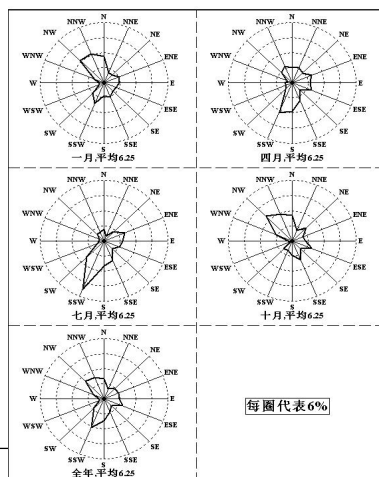 N
NNW NNE
NW NE
WNW ENE
W E
WSW ESE
SW SE
SSW SSE
S
一月,平均6.25
N
NNW NNE
NW NE
WNW ENE
W E
WSW ESE
SW SE
SSW SSE
S
四月,平均6.25
N
NNW NNE
NW NE
WNW ENE
W E
WSW ESE
SW SE
SSW SSE
S
七月,平均6.25
N
NNW NNE
NW NE
WNW ENE
W E
WSW ESE
SW SE
SSW SSE
S
十月,平均6.25
N
NNW NNE
NW NE
WNW ENE
W E
WSW ESE
SW SE
SSW SSE
S
全年,平均6.25
每圈代表6%